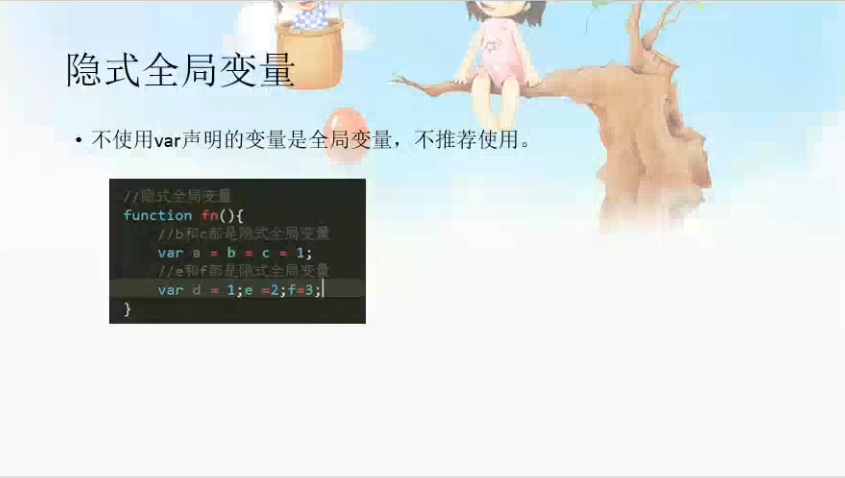 隐式全局变量
• 不使用var声明的变量是全局变量，不推荐使用。
//隐式全局变量
function fn(){
//b和c都是隐式全局变量
var a = b = c = 1;
//e和f都是隐式全局变量
var d = 1;e =2;f=3;
}